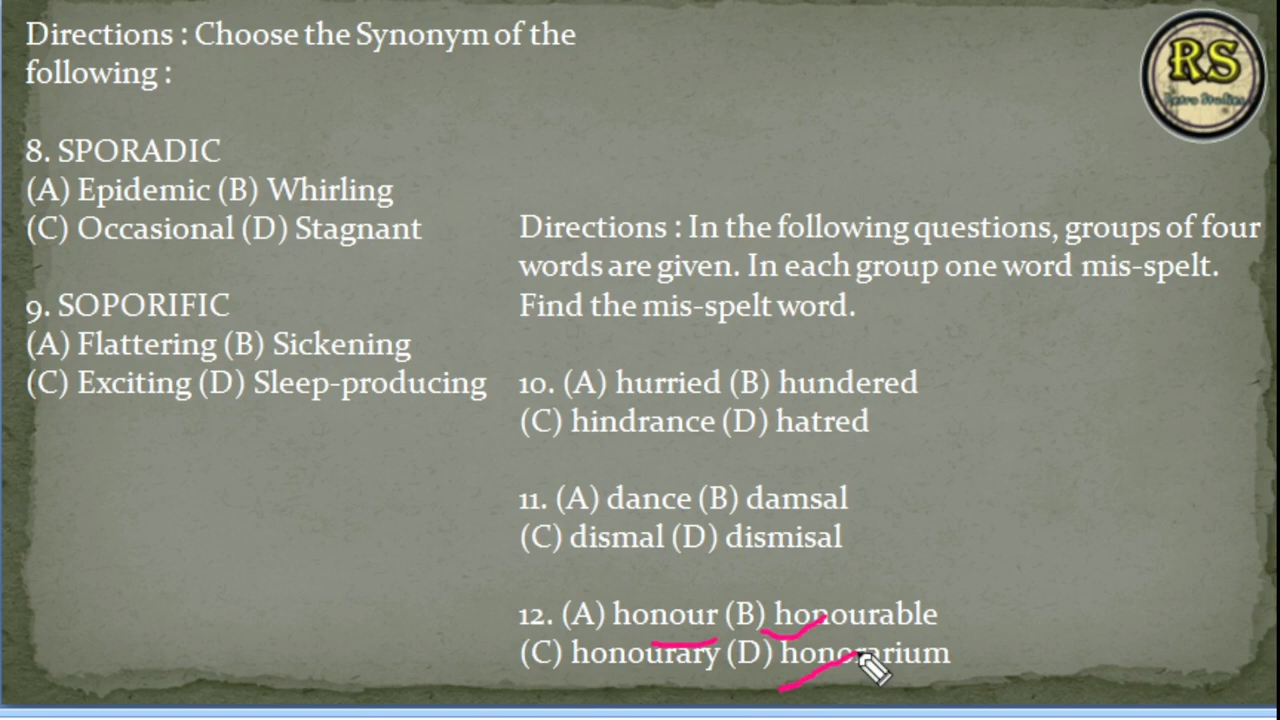 Directions : Choose the Synonym of the
following :
8. SPORADIC
(A) Epidemic (B) Whirling
(C) Occasional (D) Stagnant
9. SOPORIFIC
(A) Flattering (B) Sickening
(C) Exciting (D) Sleep-producing
RS
Retro Studies
Directions : In the following questions, groups of four
words are given. In each group one word mis-spelt.
Find the mis-spelt word.
10. (A) hurried (B) hundered
(C) hindrance (D) hatred
11. (A) dance (B) damsal
(C) dismal (D) dismisal
12. (A) honour (B) honourable
(C) honourary (D) honorarium